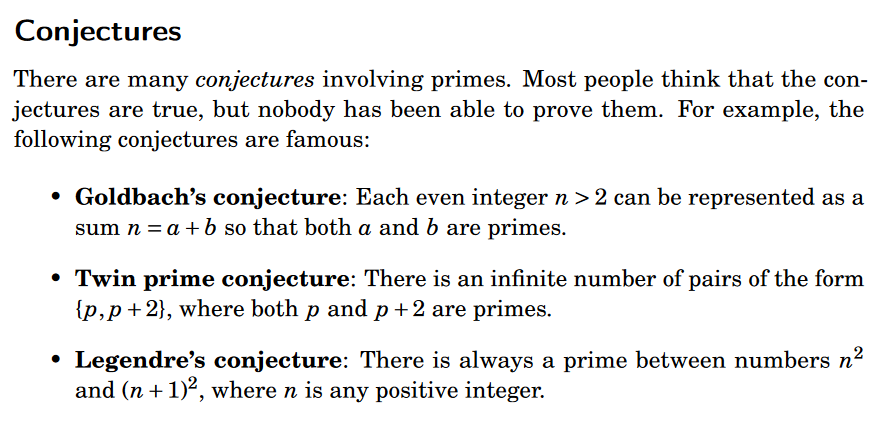 Conjectures
There are many conjectures involving primes. Most people think that the con-
jectures are true, but nobody has been able to prove them. For example, the
following conjectures are famous:
• Goldbach's conjecture: Each even integer n > 2 can be represented as a
sum n = a + b so that both a and b are primes.
• Twin prime conjecture: There is an infinite number of pairs of the form
{p, p + 2}, where both p and p + 2 are primes.
• Legendre's conjecture: There is always a prime between numbers n²
and (n + 1)², where n is any positive integer.